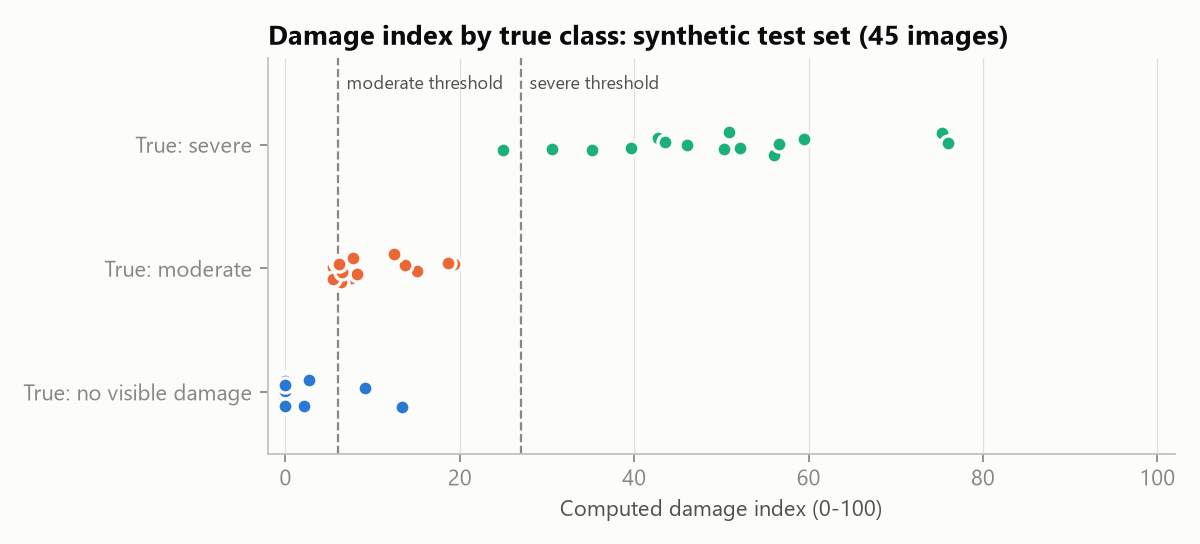 Damage index by true class: synthetic test set (45 images)
moderate threshold
severe threshold
True: severe
True: moderate
True: no visible damage
0 20 40 60 80 100
Computed damage index (0-100)